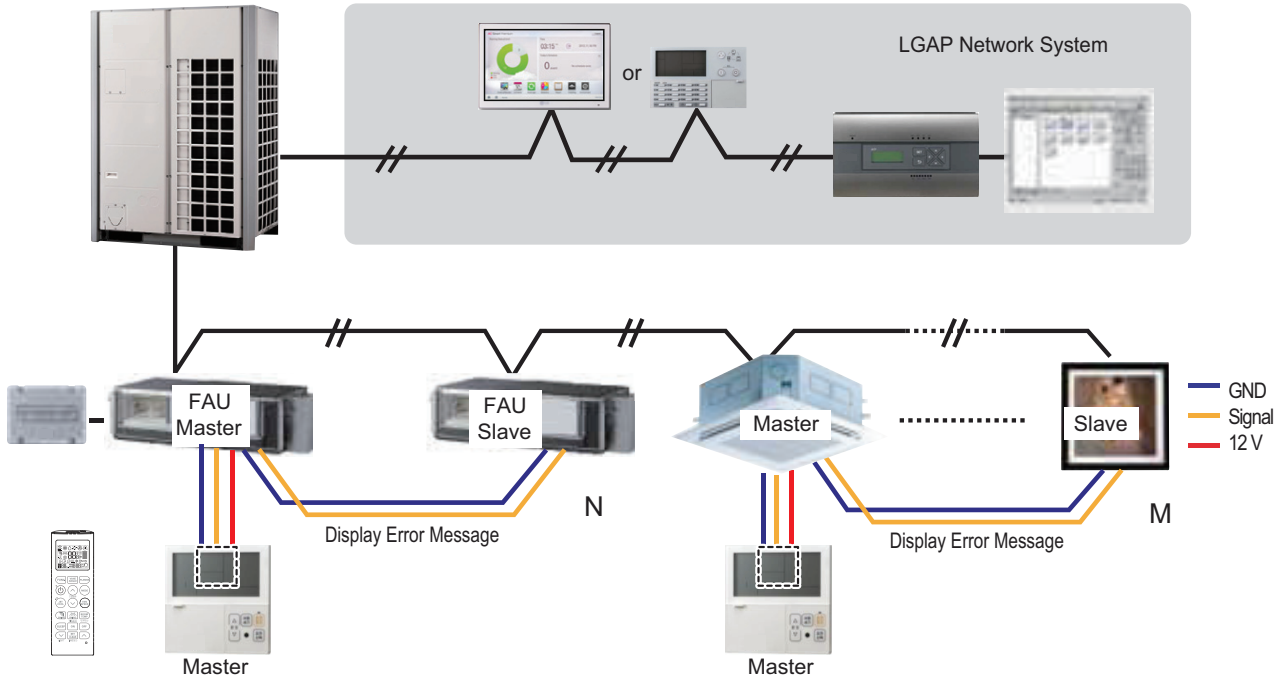 LGAP Network System
or
FAU
Master
FAU
Slave
Master
Slave
GND
Signal
12 V
N
M
Display Error Message
Display Error Message
Master
Master